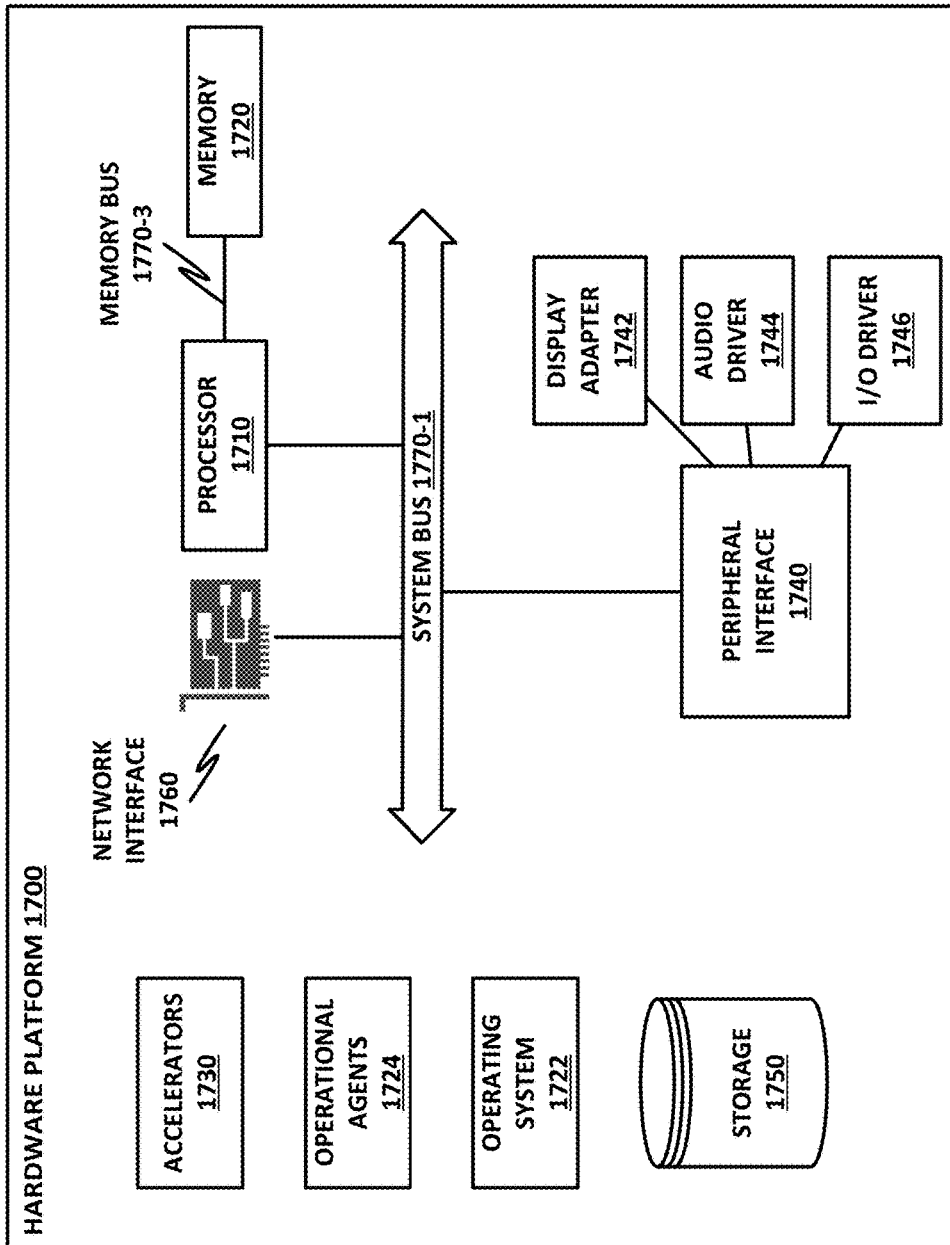 HARDWARE PLATFORM 1700
ACCELERATORS
1730
OPERATIONAL
AGENTS
1724
OPERATING
SYSTEM
1722
STORAGE
1750
NETWORK
INTERFACE
1760
PROCESSOR
1710
MEMORY BUS
1770-3
MEMORY
1720
SYSTEM BUS 1770-1
PERIPHERAL
INTERFACE
1740
DISPLAY
ADAPTER
1742
AUDIO
DRIVER
1744
I/O DRIVER
1746